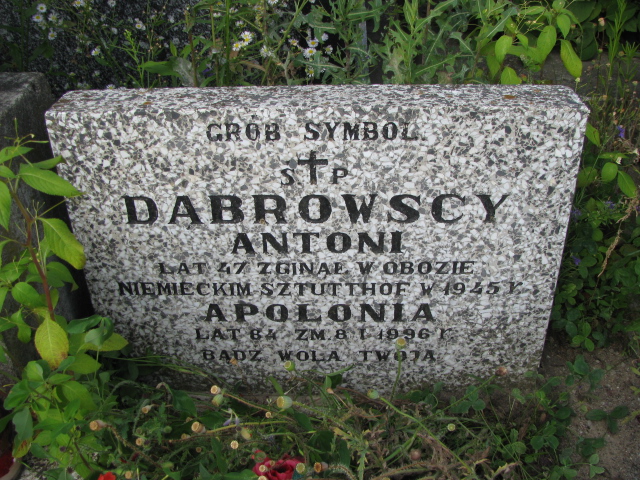 GRÓB SYMBOL.
Ś P
DĄBROWSCY
ANTONI
LAT 47 ZGINĄŁ W OBOZIE
NIEMIECKIM SZTUTTHOF W 1945 r.
APOLONIA
LAT 84 ZM. 8 I 1996 r.
BĄDŹ WOLA TWOJA